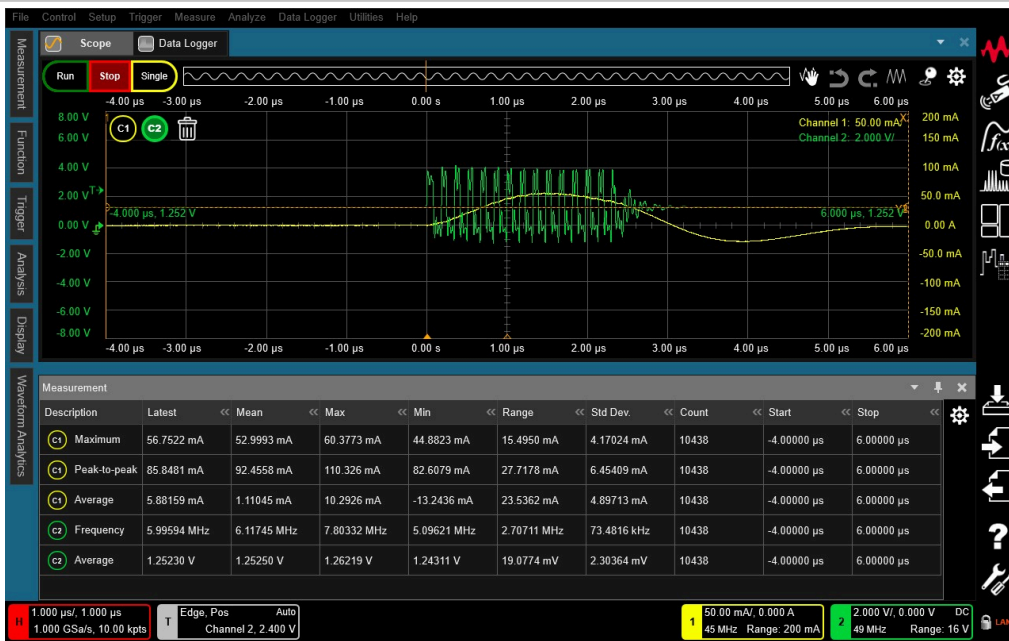 File Control Setup Trigger Measure Analyze Data Logger Utilities Help
Scope Data Logger
Run Stop Single
-4.00 µs -3.00 µs -2.00 µs -1.00 µs 0.00 s 1.00 µs 2.00 µs 3.00 µs 4.00 µs 5.00 µs 6.00 µs
8.00 V C1 C2 Channel 1: 50.00 mA/ 200 mA
6.00 V Channel 2: 2.000 V/ 150 mA
4.00 V 100 mA
2.00 V T 50.0 mA
-4.000 µs, 1.252 V 6.000 µs, 1.252 V
0.00 V 0.00 A
-2.00 V -50.0 mA
-4.00 V -100 mA
-6.00 V -150 mA
-8.00 V -200 mA
-4.00 µs -3.00 µs -2.00 µs -1.00 µs 0.00 s 1.00 µs 2.00 µs 3.00 µs 4.00 µs 5.00 µs 6.00 µs
Measurement
Function
Trigger
Analysis
Display
Waveform Analytics
f(x)
Measurement
Description Latest Mean Max Min Range Std Dev. Count Start Stop
C1 Maximum 56.7522 mA 52.9993 mA 60.3773 mA 44.8823 mA 15.4950 mA 4.17024 mA 10438 -4.00000 µs 6.00000 µs
C1 Peak-to-peak 85.8481 mA 92.4558 mA 110.326 mA 82.6079 mA 27.7178 mA 6.45409 mA 10438 -4.00000 µs 6.00000 µs
C1 Average 5.88159 mA 1.11045 mA 10.2926 mA -13.2436 mA 23.5362 mA 4.89713 mA 10438 -4.00000 µs 6.00000 µs
C2 Frequency 5.99594 MHz 6.11745 MHz 7.80332 MHz 5.09621 MHz 2.70711 MHz 73.4816 kHz 10438 -4.00000 µs 6.00000 µs
C2 Average 1.25230 V 1.25250 V 1.26219 V 1.24311 V 19.0774 mV 2.30364 mV 10438 -4.00000 µs 6.00000 µs
?
H 1.000 µs/, 1.000 µs
1.000 GSa/s, 10.00 kpts
T Edge, Pos Auto
Channel 2, 2.400 V
1 50.00 mA/, 0.000 A
45 MHz Range: 200 mA
2 2.000 V/, 0.000 V DC
49 MHz Range: 16 V
LAN